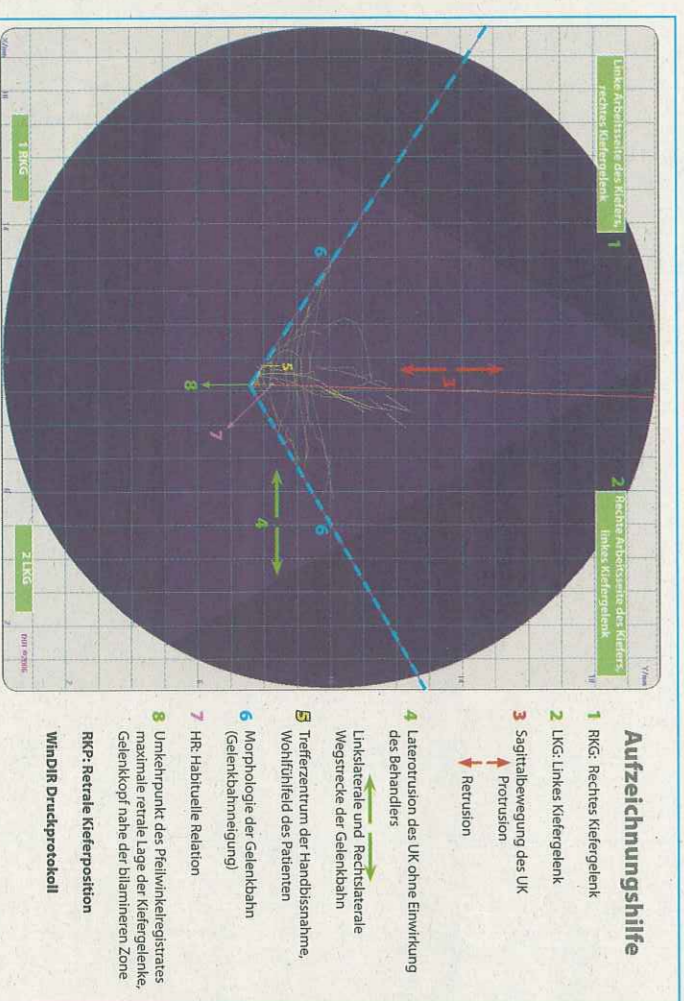 Aufzeichnungshilfe
1 RKG: Rechtes Kiefergelenk
2 LKG: Linkes Kiefergelenk
3 Sagittalbewegung des UK
Protrusion
Retrusion
4 Laterotrusion des UK ohne Einwirkung
des Behandlers
Linkslaterale und Rechtslaterale
Wegstrecke der Gelenkbahn
5 Trefferzentrum der Handbissnahme,
Wohlfühlfeld des Patienten
6 Morphologie der Gelenkbahn
(Gelenkbahnneigung)
7 HR: Habituelle Relation
8 Umkehrpunkt des Pfeilwinkelregistrates
maximale retrale Lage der Kiefergelenke,
Gelenkkopf nahe der bilamineren Zone
RKP: Retrale Kieferposition
WinDIR Druckprotokoll
Linke Arbeitsseite des Kiefers,
rechtes Kiefergelenk
1
2
Rechte Arbeitsseite des Kiefers,
linkes Kiefergelenk
Y/mm
3
6
6
5
4
7
8
1 RKG
2 LKG